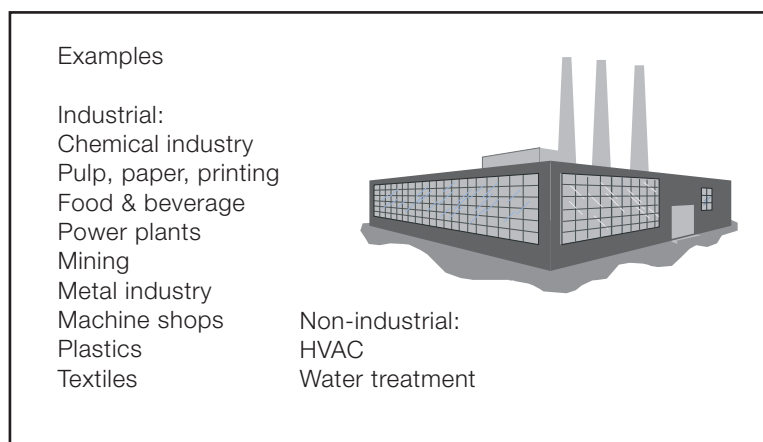 Examples
Industrial:
Chemical industry
Pulp, paper, printing
Food & beverage
Power plants
Mining
Metal industry
Machine shops
Plastics
Textiles
Non-industrial:
HVAC
Water treatment